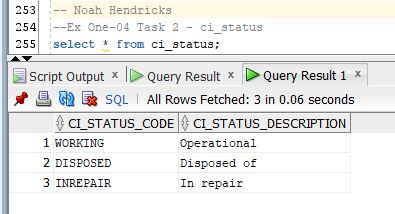 253 -- Noah Hendricks
254 --Ex One-04 Task 2 - ci_status
255 select * from ci_status;
Script Output x Query Result x Query Result 1 x
SQL | All Rows Fetched: 3 in 0.06 seconds
CI_STATUS_CODE CI_STATUS_DESCRIPTION
1 WORKING Operational
2 DISPOSED Disposed of
3 INREPAIR In repair